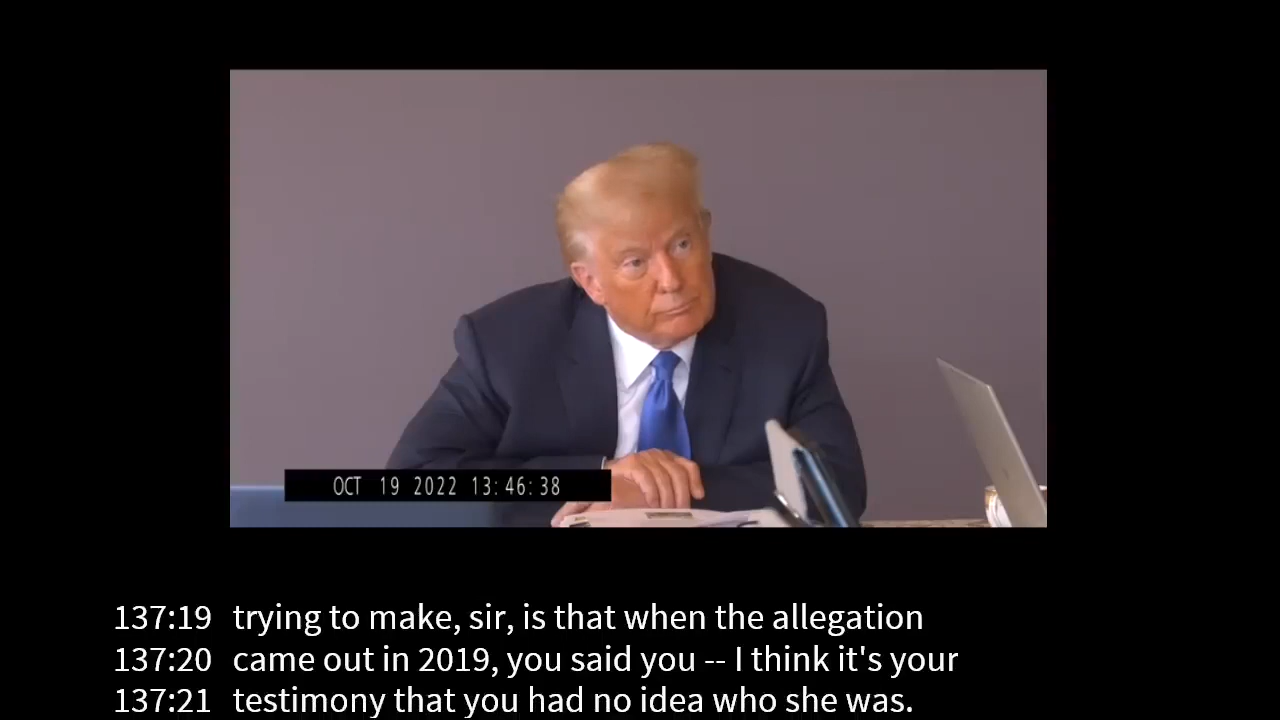 OCT 19 2022 13:46:38
137:19 trying to make, sir, is that when the allegation
137:20 came out in 2019, you said you -- I think it's your
137:21 testimony that you had no idea who she was.